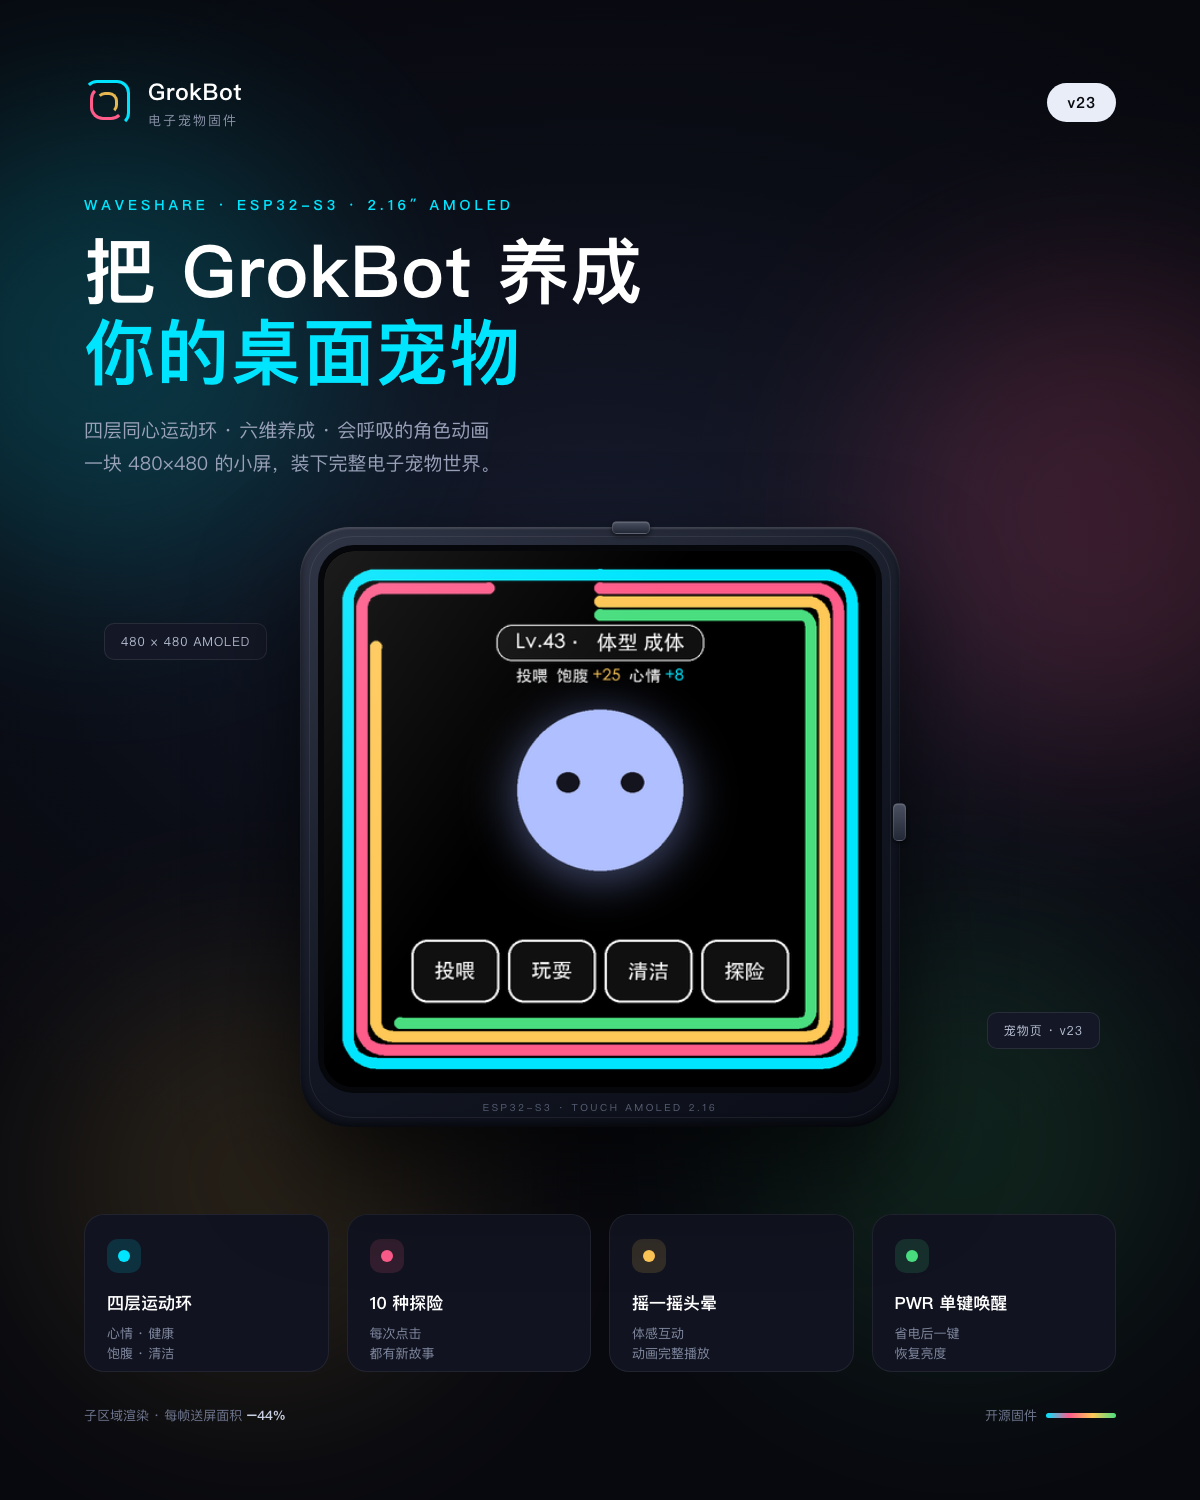 GrokBot
电子宠物固件
v23
WAVESHARE · ESP32-S3 · 2.16″ AMOLED
把 GrokBot 养成
你的桌面宠物
四层同心运动环 · 六维养成 · 会呼吸的角色动画
一块 480×480 的小屏，装下完整电子宠物世界。
480 × 480 AMOLED
Lv.43 · 体型 成体
投喂 饱腹 +25 心情 +8
投喂
玩耍
清洁
探险
宠物页 · v23
ESP32-S3 · TOUCH AMOLED 2.16
四层运动环
心情 · 健康
饱腹 · 清洁
10 种探险
每次点击
都有新故事
摇一摇头晕
体感互动
动画完整播放
PWR 单键唤醒
省电后一键
恢复亮度
子区域渲染 · 每帧送屏面积 −44%
开源固件